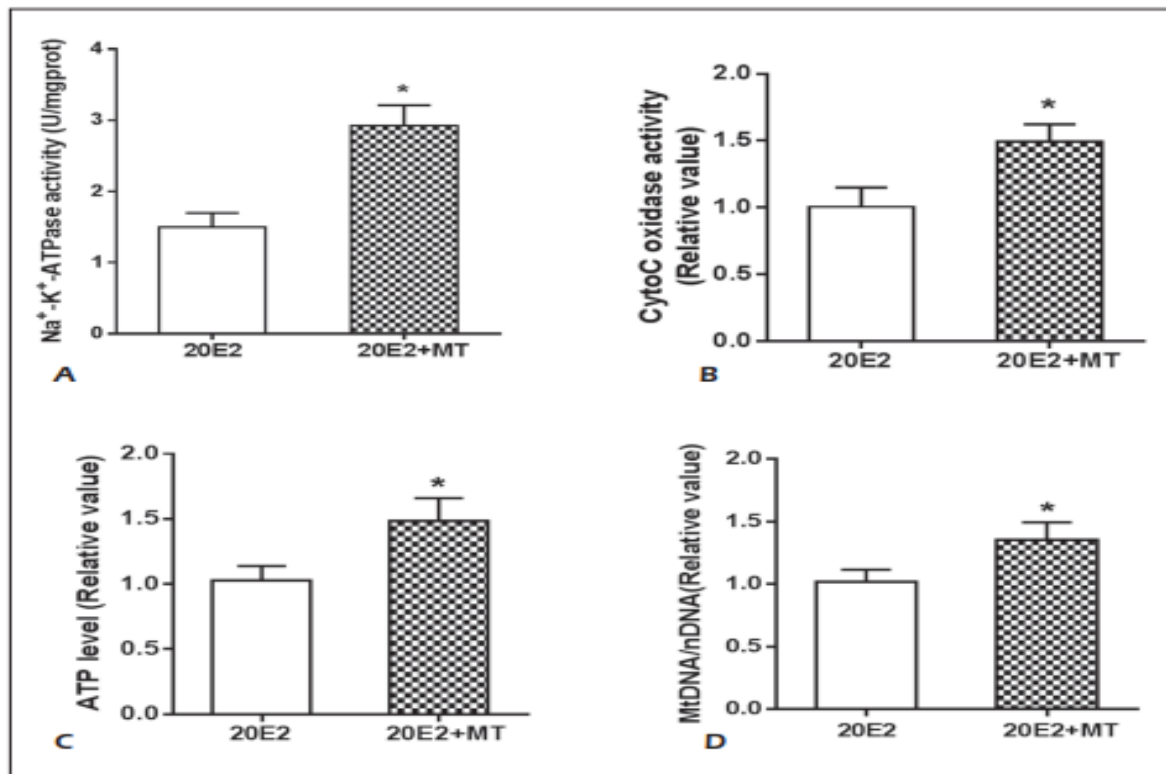 Na⁺-K⁺-ATPase activity (U/mgprot)
4
3
2
1
0
*
20E2
20E2+MT
A
CytoC oxidase activity
(Relative value)
2.0
1.5
1.0
0.5
0.0
*
20E2
20E2+MT
B
ATP level (Relative value)
2.0
1.5
1.0
0.5
0.0
*
20E2
20E2+MT
C
MtDNA/nDNA(Relative value)
2.0
1.5
1.0
0.5
0.0
*
20E2
20E2+MT
D